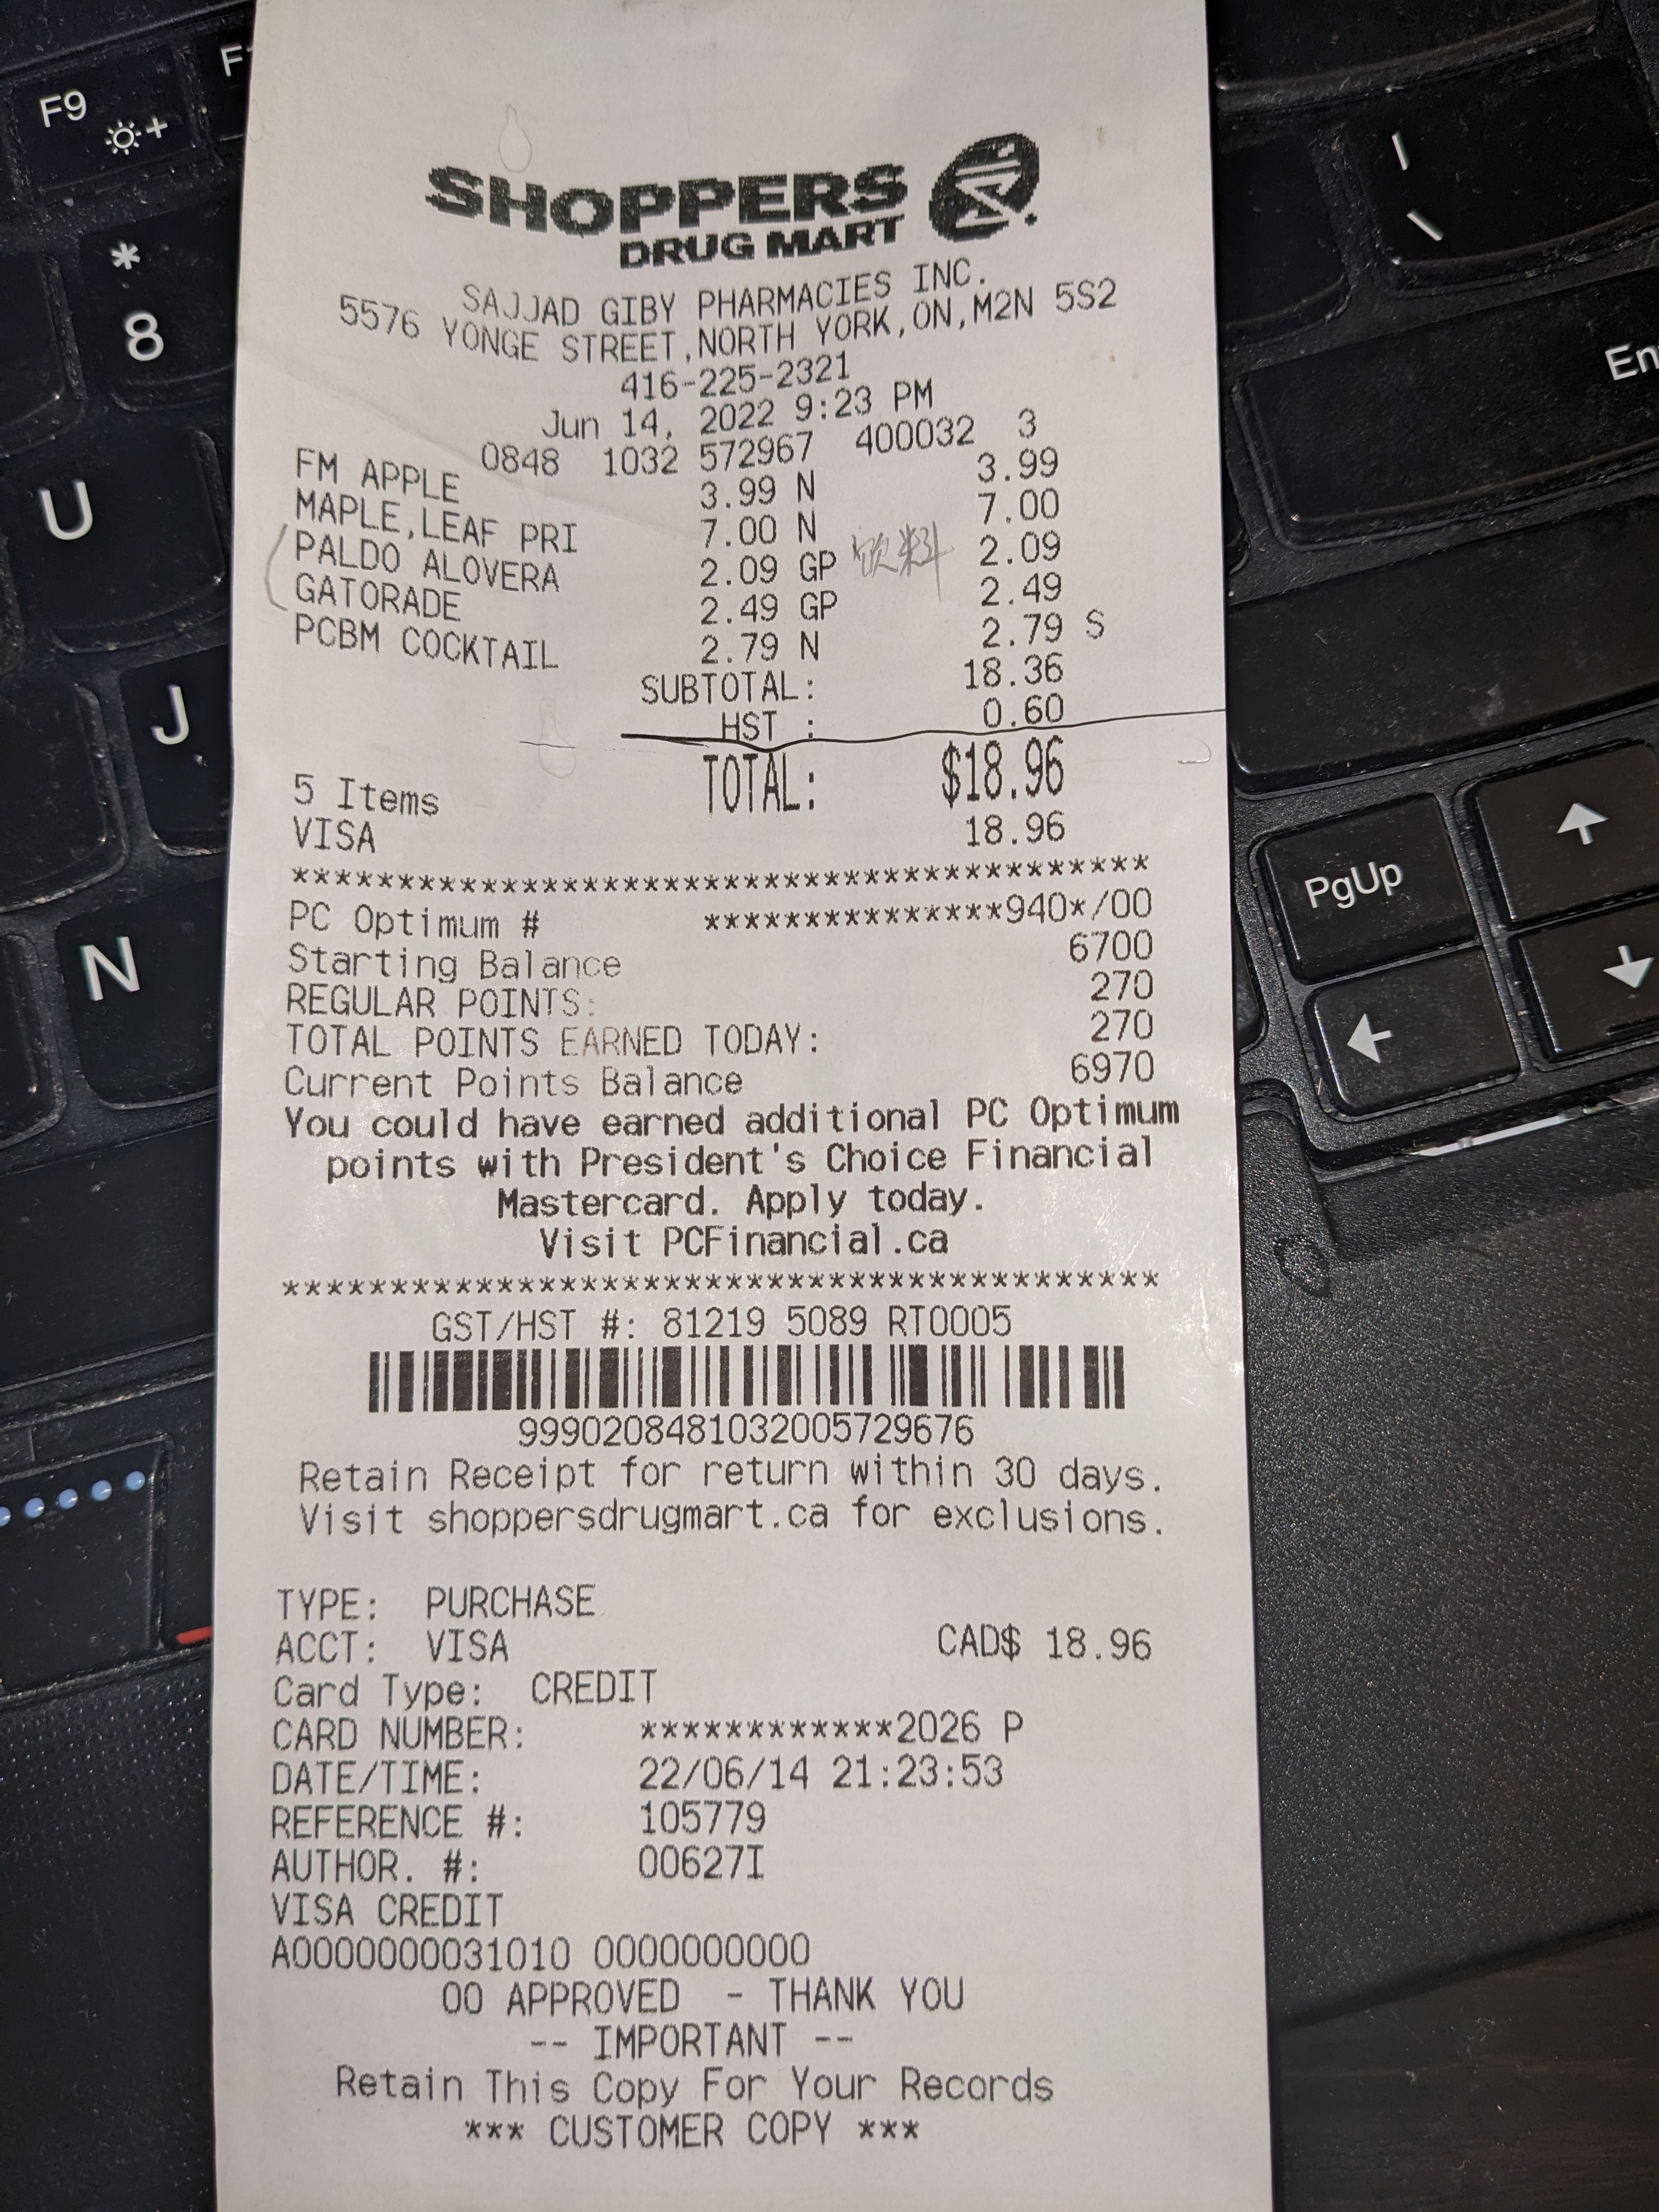 SHOPPERS
DRUG MART
SAJJAD GIBY PHARMACIES INC.
5576 YONGE STREET,NORTH YORK,ON,M2N 5S2
416-225-2321
Jun 14, 2022 9:23 PM
0848 1032 572967 400032 3
FM APPLE 3.99 N 3.99
MAPLE,LEAF PRI 7.00 N 7.00
PALDO ALOVERA 2.09 GP 饮料 2.09
GATORADE 2.49 GP 2.49
PCBM COCKTAIL 2.79 N 2.79 S
SUBTOTAL: 18.36
HST : 0.60
TOTAL: $18.96
5 Items
VISA 18.96
*****************************************
PC Optimum # **************940*/00
Starting Balance 6700
REGULAR POINTS: 270
TOTAL POINTS EARNED TODAY: 270
Current Points Balance 6970
You could have earned additional PC Optimum
points with President's Choice Financial
Mastercard. Apply today.
Visit PCFinancial.ca
*****************************************
GST/HST #: 81219 5089 RT0005
9990208481032005729676
Retain Receipt for return within 30 days.
Visit shoppersdrugmart.ca for exclusions.
TYPE: PURCHASE
ACCT: VISA CAD$ 18.96
Card Type: CREDIT
CARD NUMBER: ************2026 P
DATE/TIME: 22/06/14 21:23:53
REFERENCE #: 105779
AUTHOR. #: 00627I
VISA CREDIT
A0000000031010 0000000000
00 APPROVED - THANK YOU
-- IMPORTANT --
Retain This Copy For Your Records
*** CUSTOMER COPY ***
F9
*
8
U
J
N
|
\
PgUp